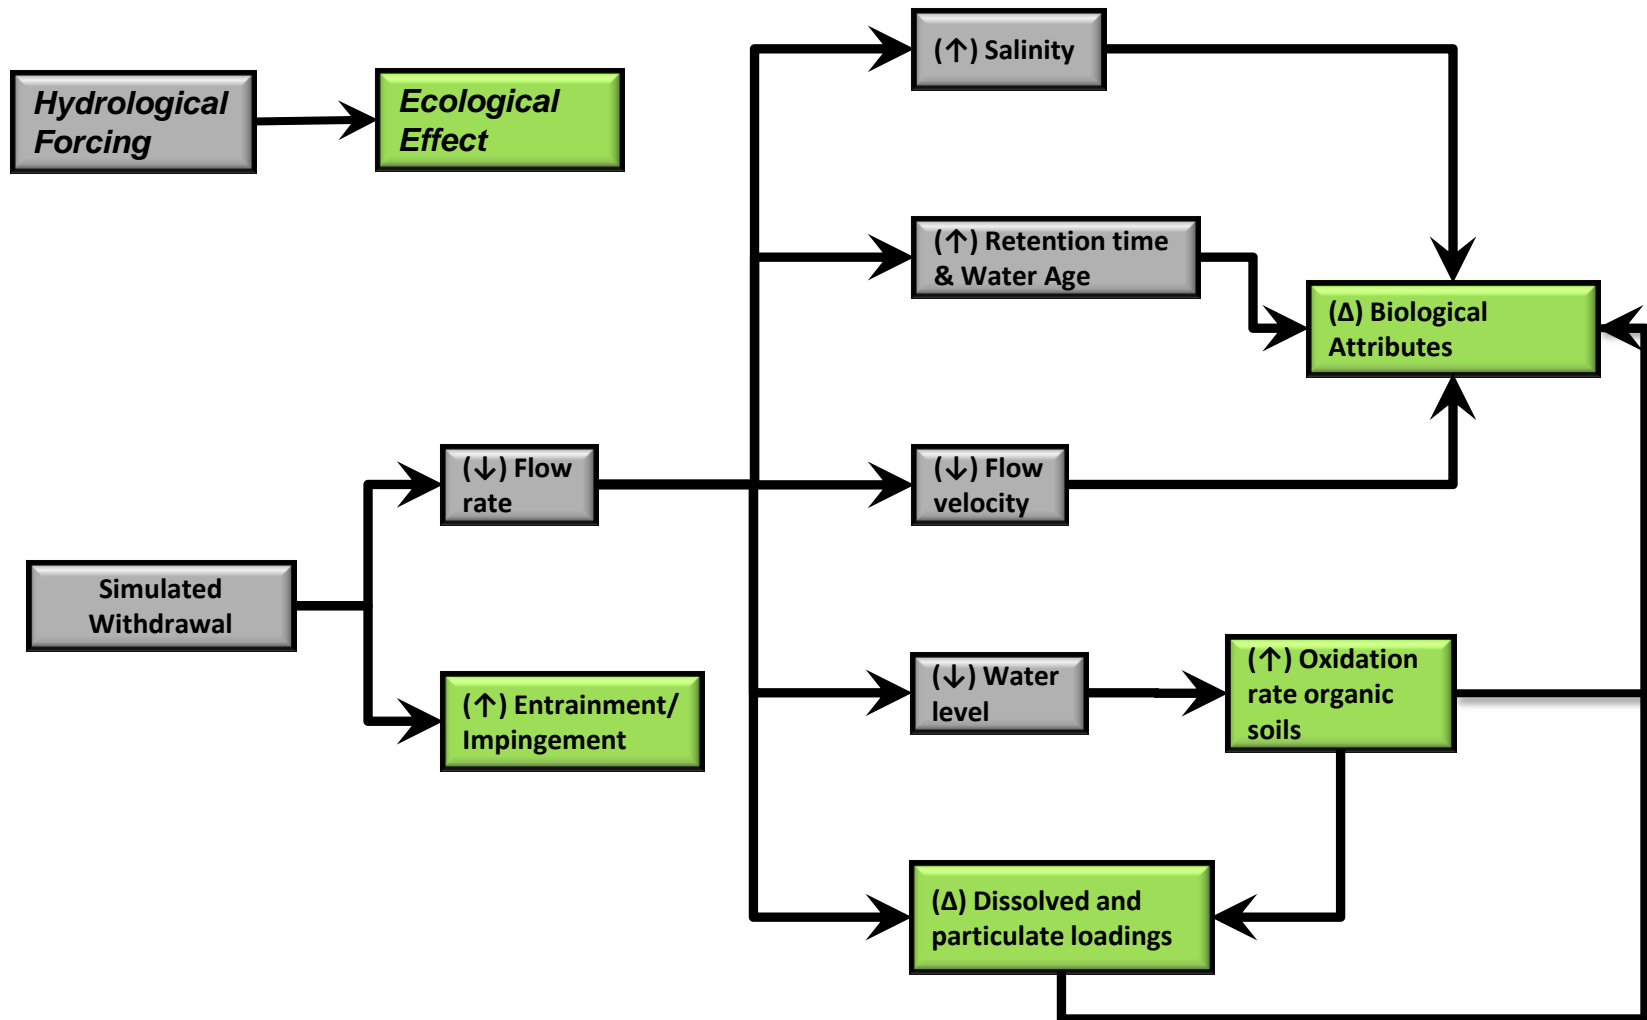 Hydrological
Forcing
Ecological
Effect
(↑) Salinity
(↑) Retention time
& Water Age
(Δ) Biological
Attributes
(↓) Flow
rate
(↓) Flow
velocity
Simulated
Withdrawal
(↑) Entrainment/
Impingement
(↓) Water
level
(↑) Oxidation
rate organic
soils
(Δ) Dissolved and
particulate loadings